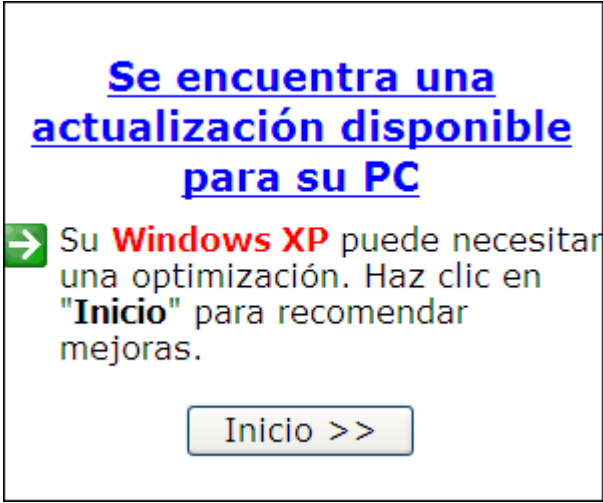 Se encuentra una
actualización disponible
para su PC
Su Windows XP puede necesitar
una optimización. Haz clic en
"Inicio" para recomendar
mejoras.
Inicio >>